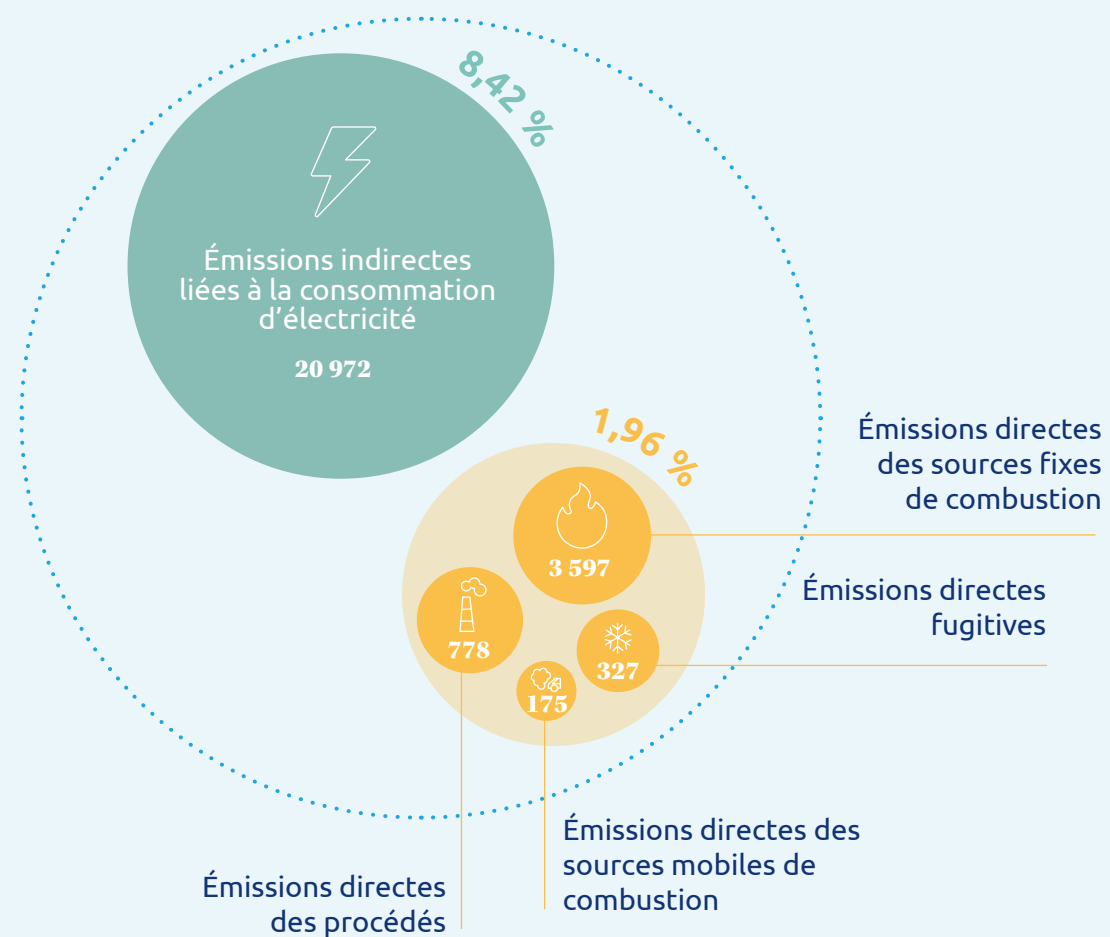 8,42 %
Émissions indirectes
liées à la consommation
d’électricité
20 972
1,96 %
3 597
778
327
175
Émissions directes
des sources fixes
de combustion
Émissions directes
fugitives
Émissions directes des
sources mobiles de
combustion
Émissions directes
des procédés